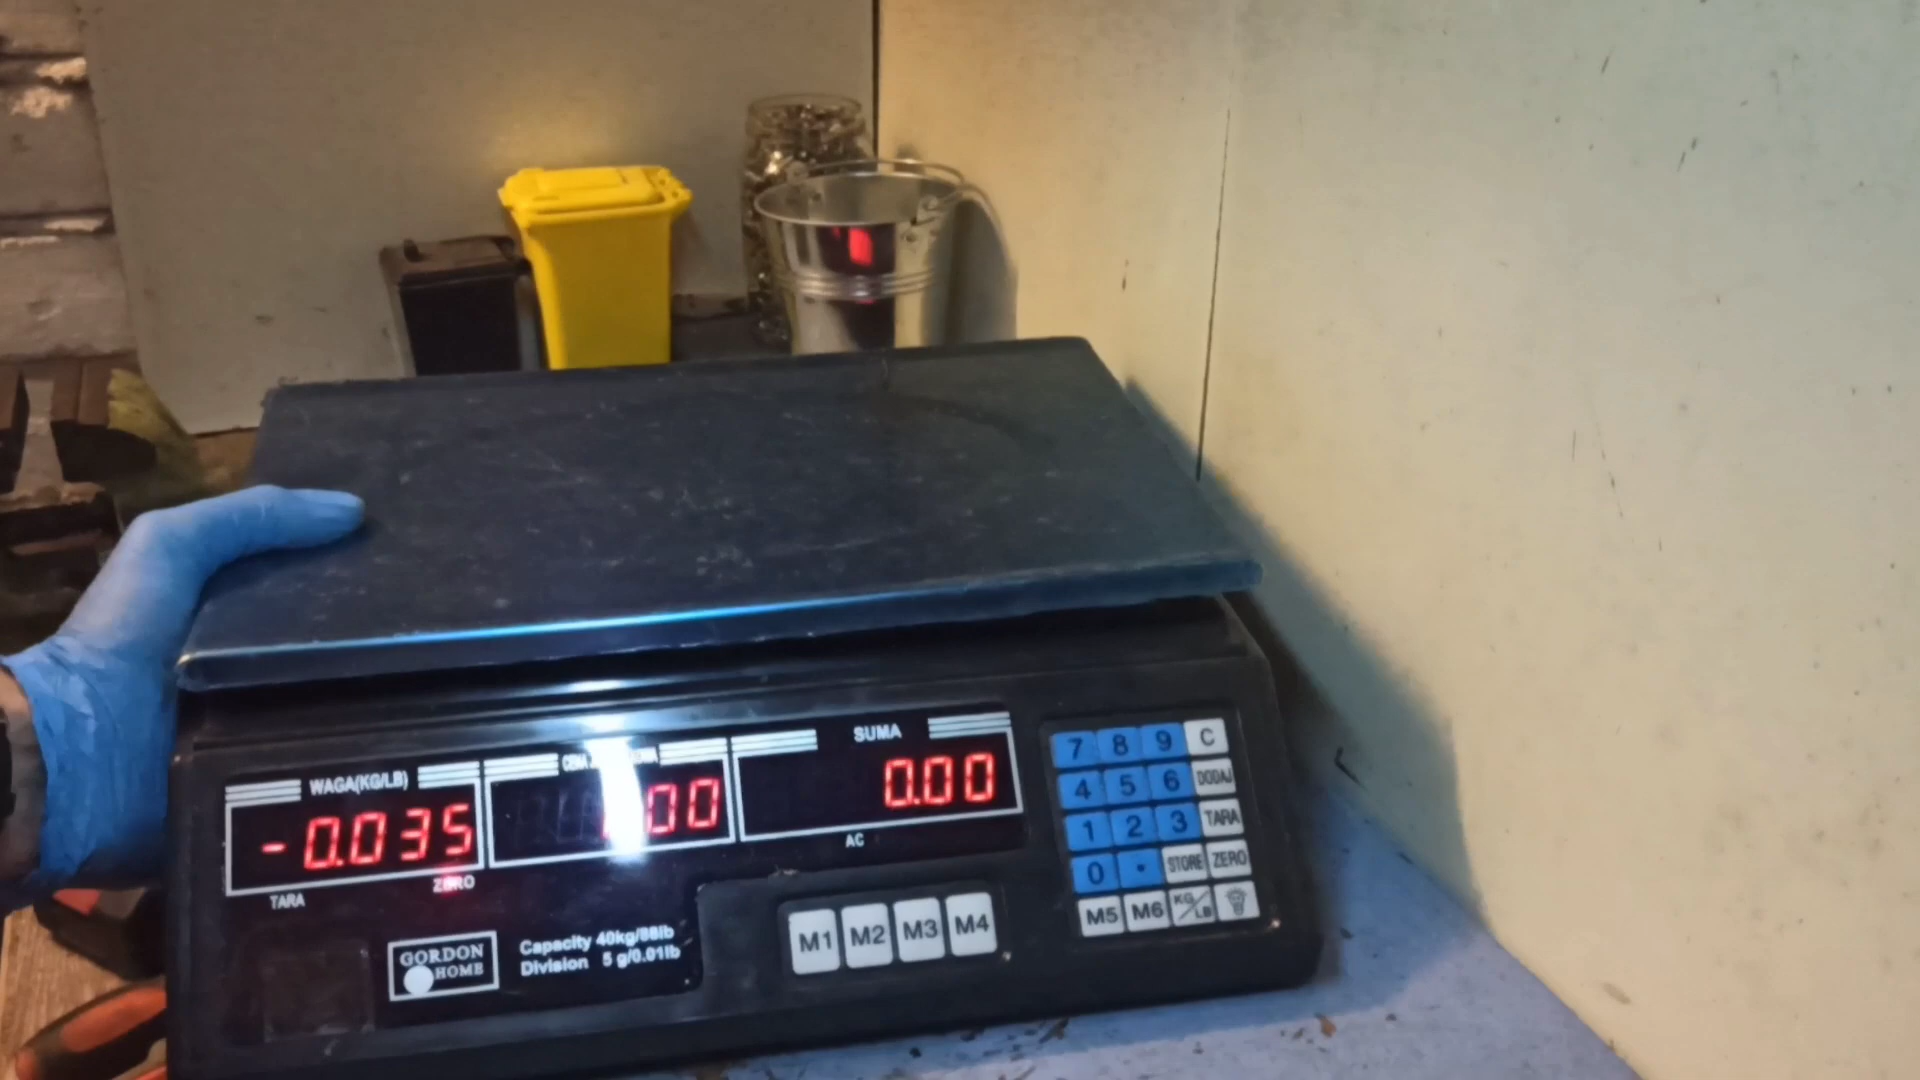 WAGA(KG/LB)
SUMA
-0.035
00
0.00
TARA
ZERO
AC
GORDON
HOME
Capacity 40kg/88lb
Division 5 g/0.01lb
M1 M2 M3 M4
7 8 9 C
4 5 6 DODAJ
1 2 3 TARA
0 . STORE ZERO
M5 M6 KG/LB